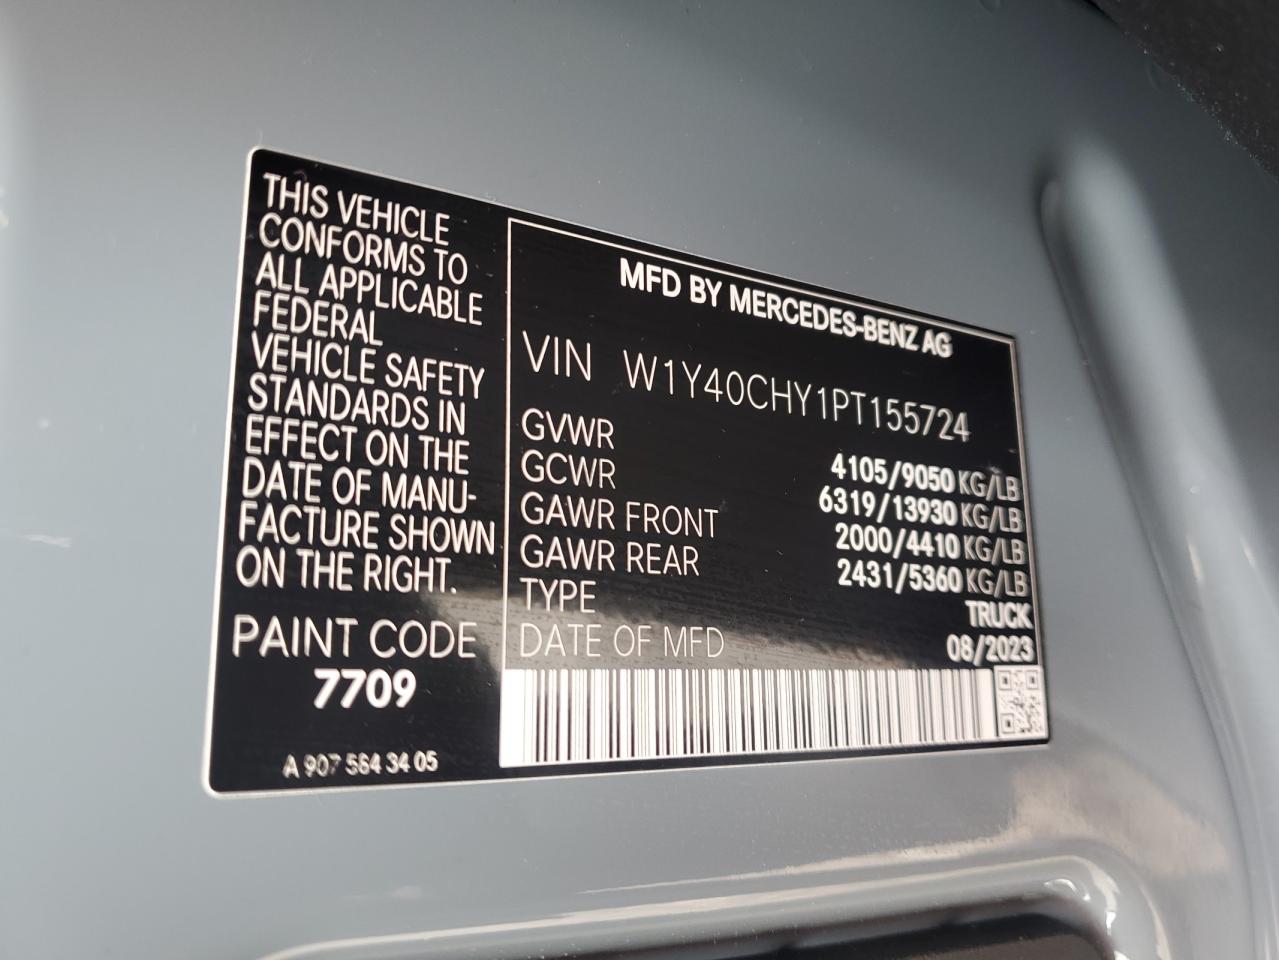 THIS VEHICLE
CONFORMS TO
ALL APPLICABLE
FEDERAL
VEHICLE SAFETY
STANDARDS IN
EFFECT ON THE
DATE OF MANU-
FACTURE SHOWN
ON THE RIGHT.
PAINT CODE
7709
A 907 584 34 05
MFD BY MERCEDES-BENZ AG
VIN W1Y40CHY1PT155724
GVWR 4105/9050 KG/LB
GCWR 6319/13930 KG/LB
GAWR FRONT 2000/4410 KG/LB
GAWR REAR 2431/5360 KG/LB
TYPE TRUCK
DATE OF MFD 08/2023